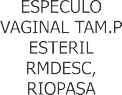 ESPECULO
VAGINAL TAM.P
ESTERIL
RMDESC,
RIOPASA